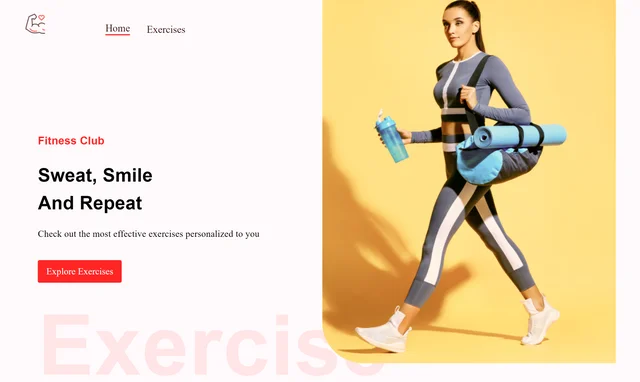 Home Exercises
Fitness Club
Sweat, Smile
And Repeat
Check out the most effective exercises personalized to you
Explore Exercises
Exercise